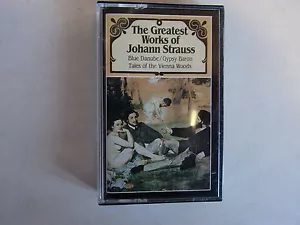 The Greatest
Works of
Johann Strauss
Blue Danube/Gypsy Baron
Tales of the Vienna Woods